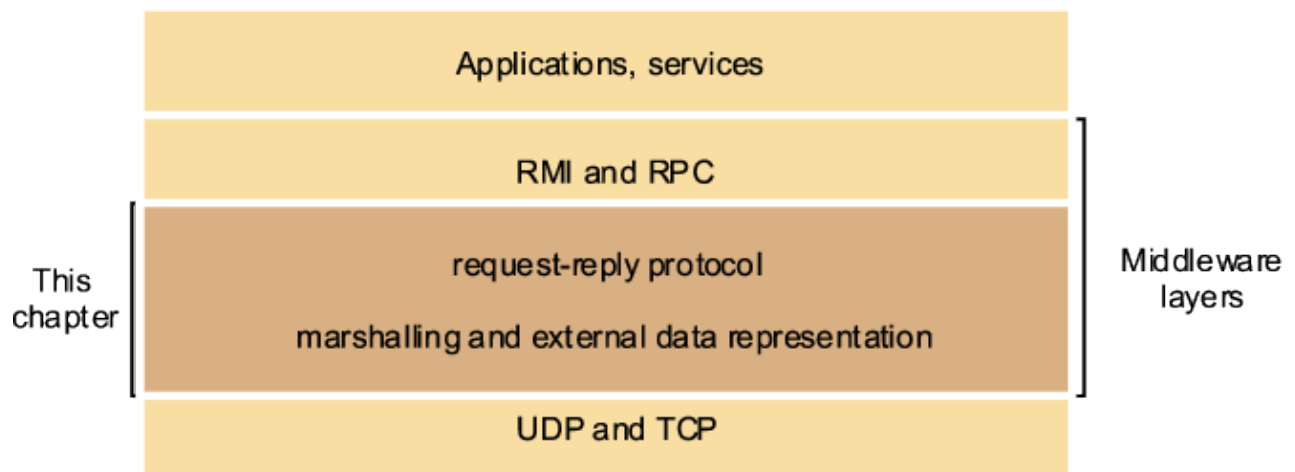 Applications, services
RMI and RPC
This
chapter
request-reply protocol
marshalling and external data representation
Middleware
layers
UDP and TCP